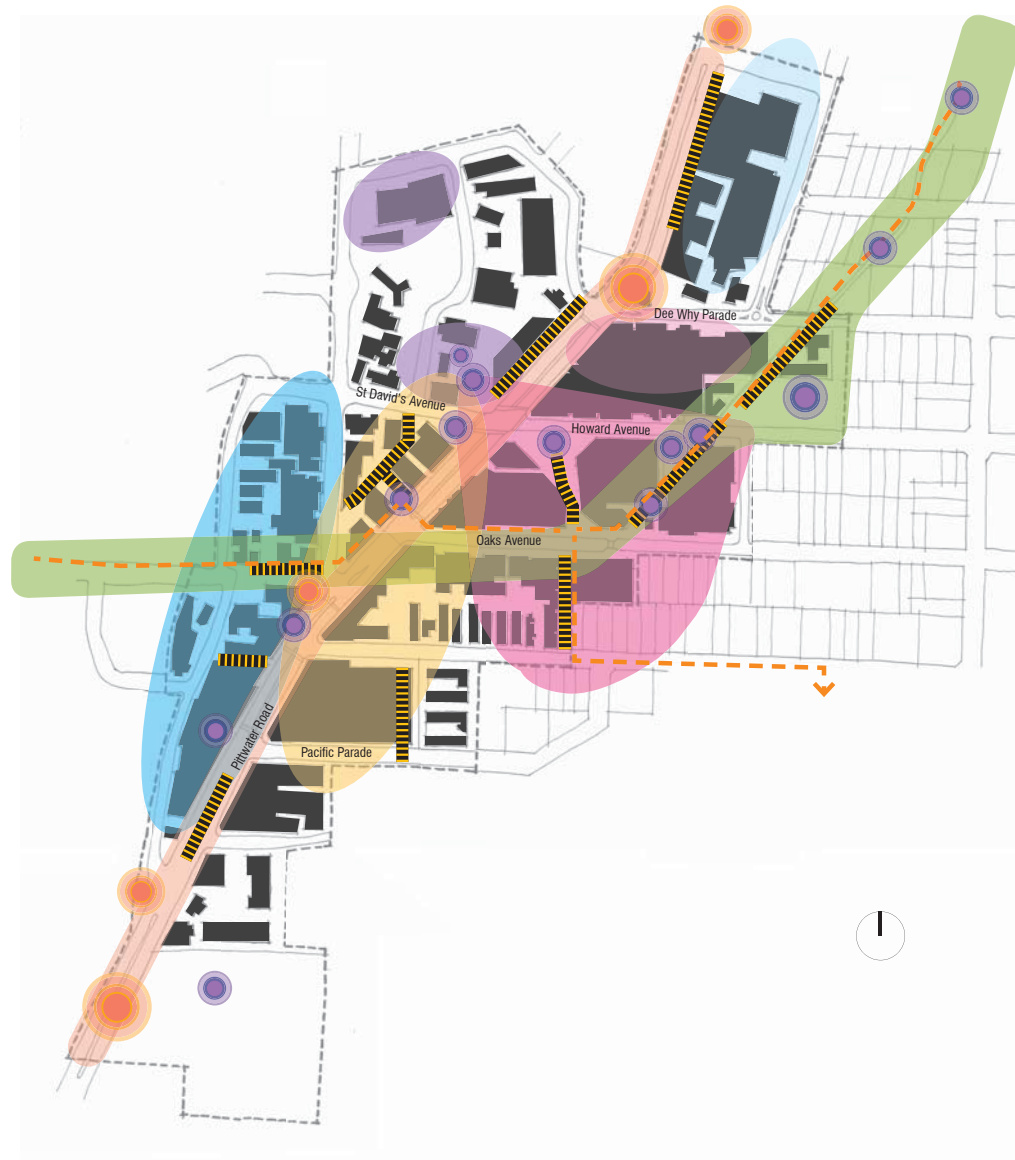 Dee Why Parade
St David's Avenue
Howard Avenue
Oaks Avenue
Pittwater Road
Pacific Parade